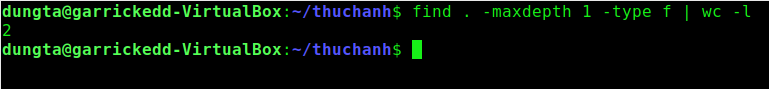 dungta@garrickedd-VirtualBox:~/thuchanh$ find . -maxdepth 1 -type f | wc -l
2
dungta@garrickedd-VirtualBox:~/thuchanh$